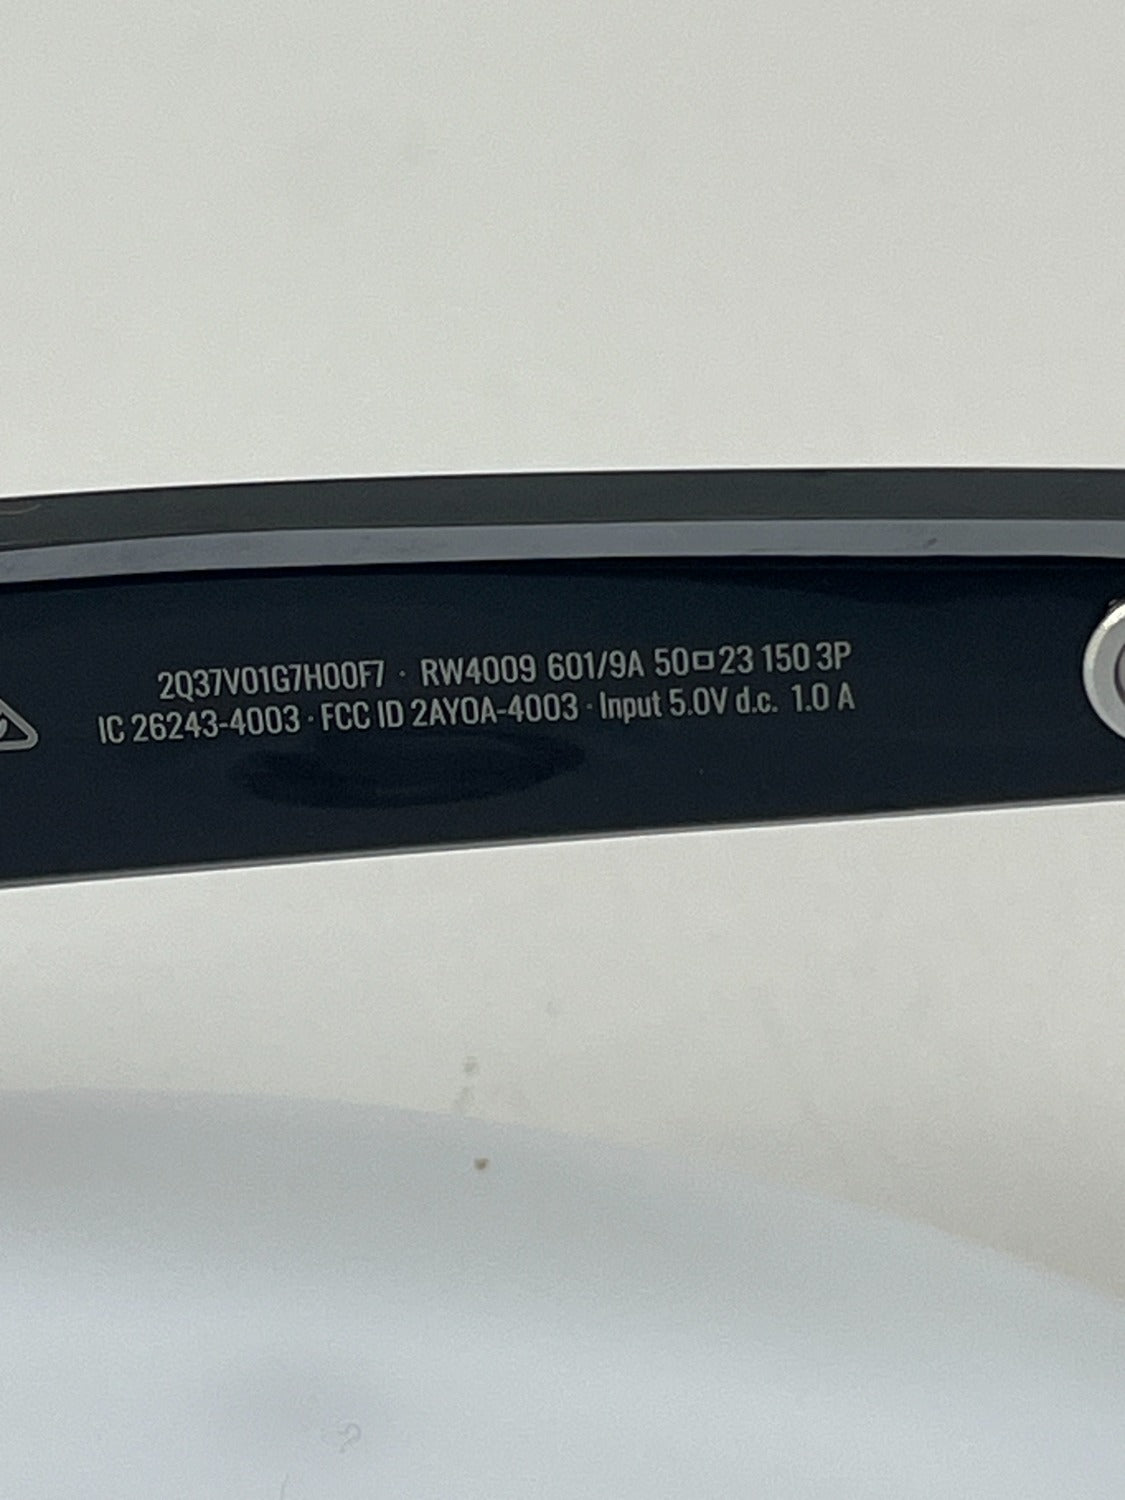 2Q37V01G7H00F7 · RW4009 601/9A 50□23 150 3P
IC 26243-4003 · FCC ID 2AYOA-4003 · Input 5.0V d.c. 1.0 A